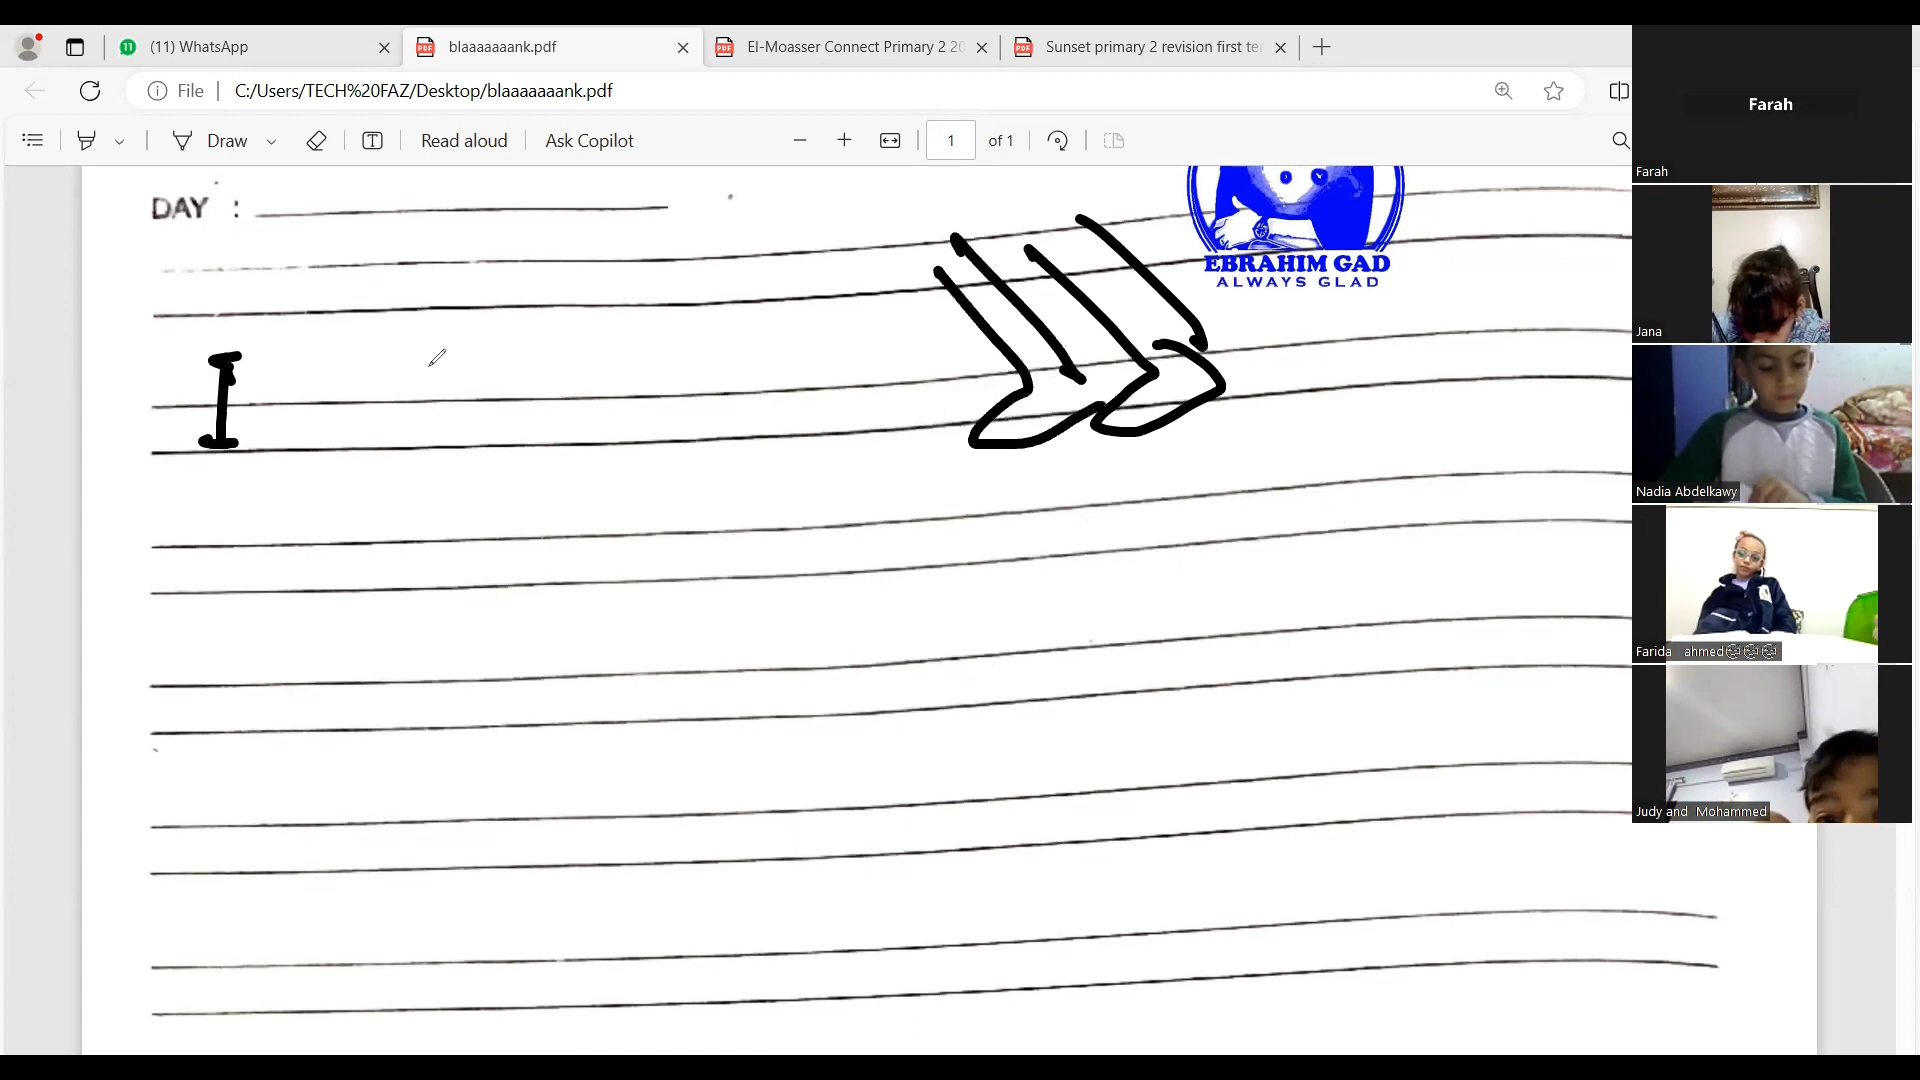 (11) WhatsApp
blaaaaaaank.pdf
El-Moasser Connect Primary 2 20
Sunset primary 2 revision first ter
File
C:/Users/TECH%20FAZ/Desktop/blaaaaaaank.pdf
Draw
Read aloud
Ask Copilot
1 of 1
DAY :
EBRAHIM GAD
ALWAYS GLAD
I
Farah
Farah
Jana
Nadia Abdelkawy
Farida ahmed
Judy and Mohammed